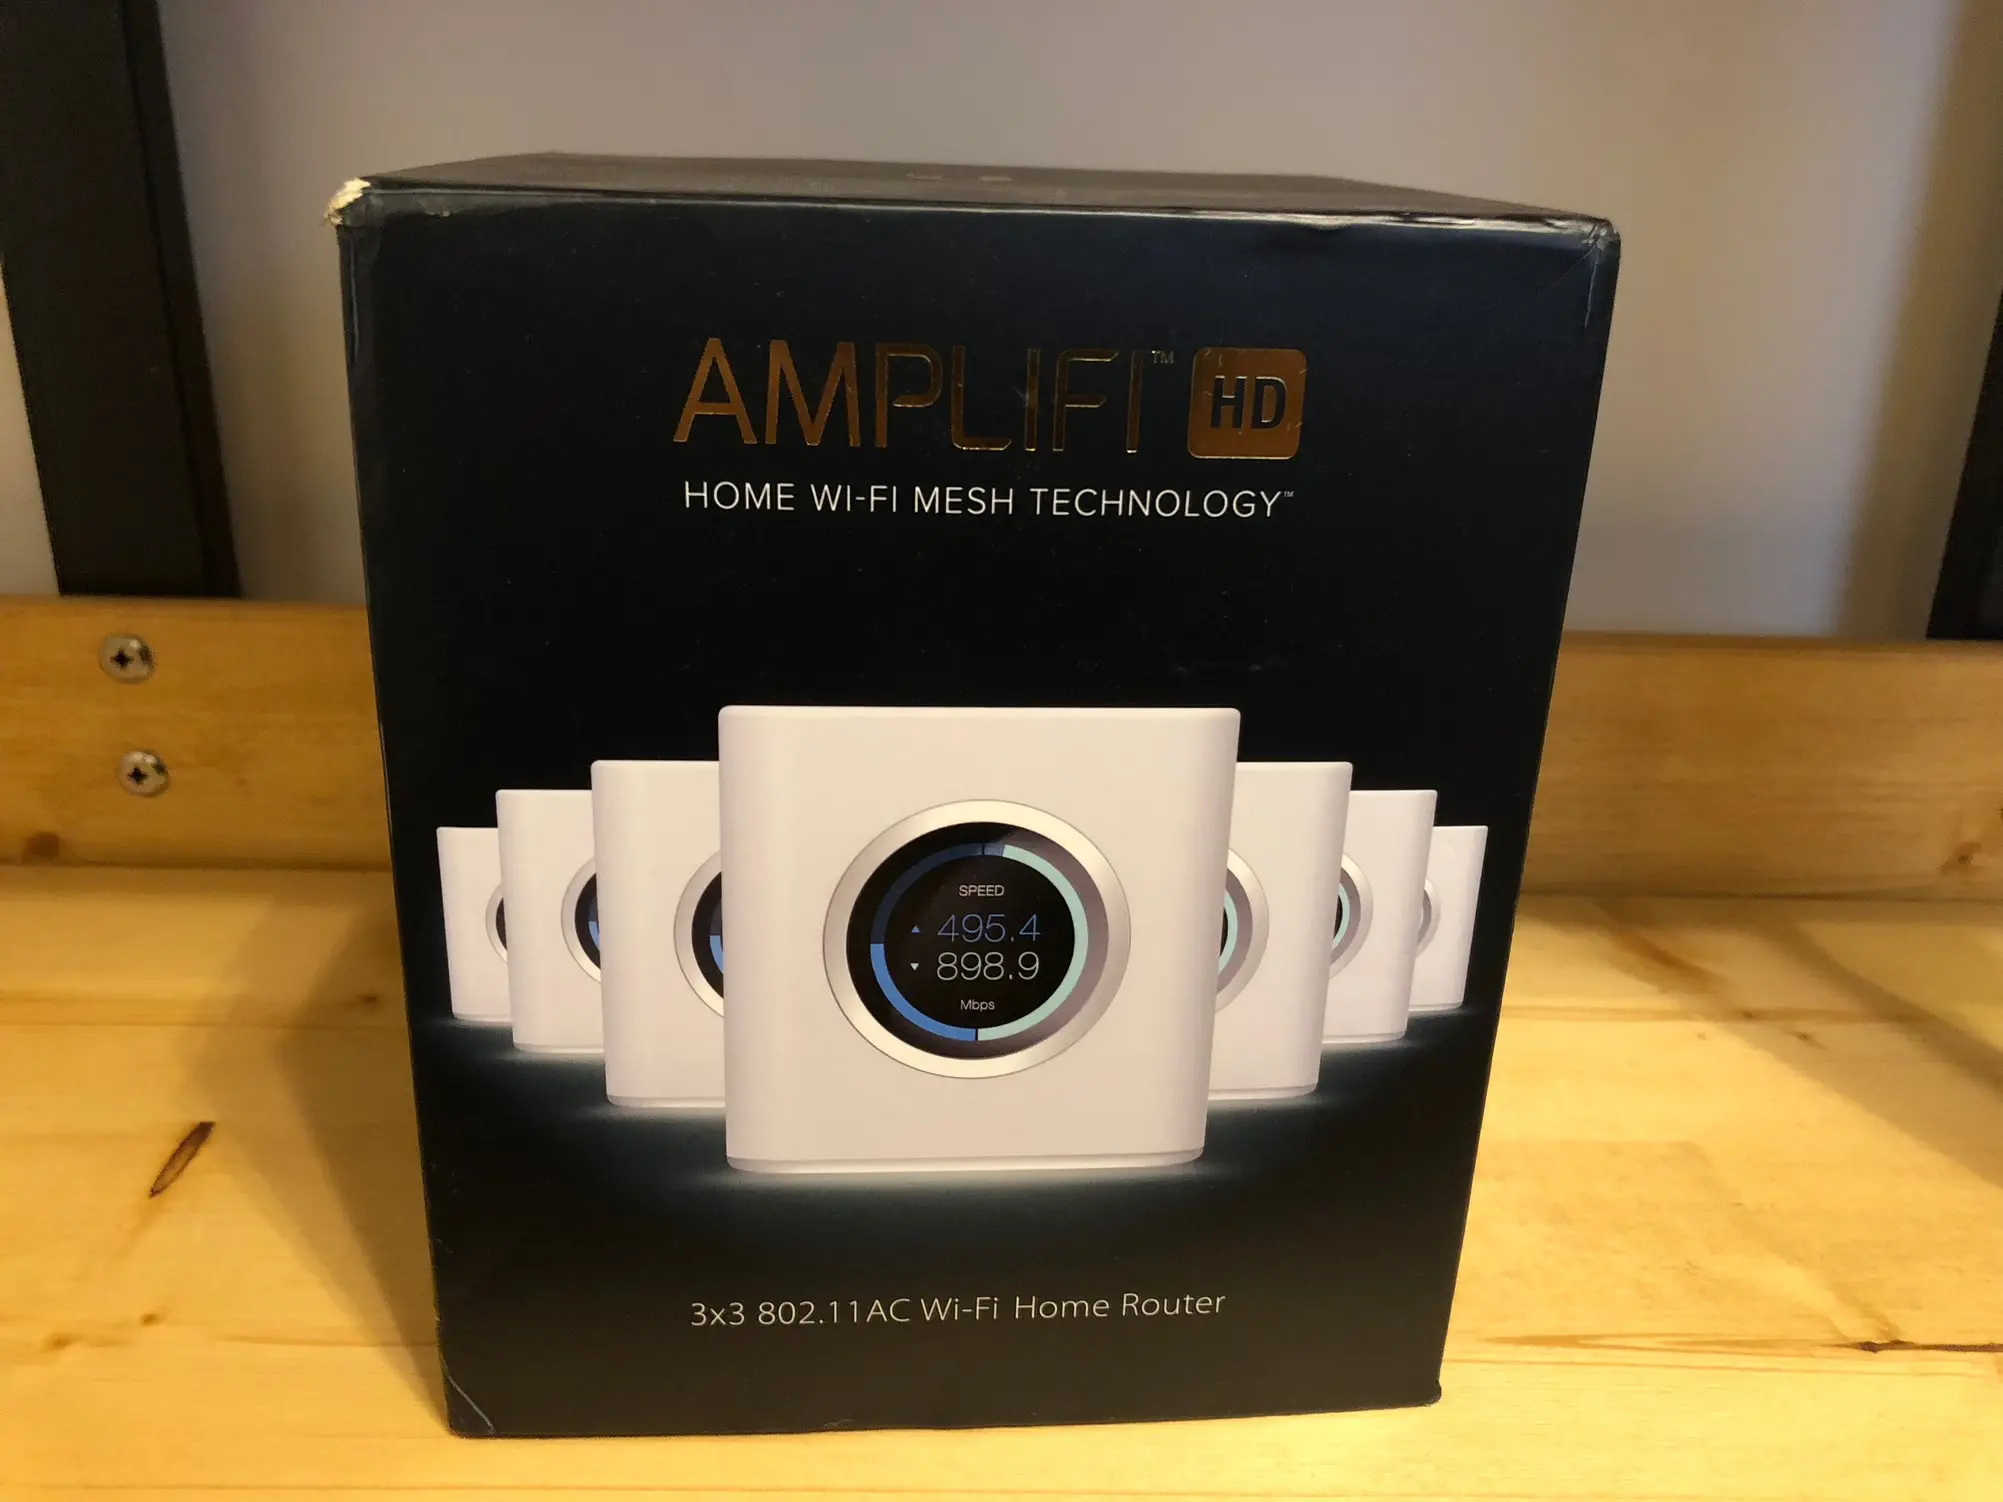 AMPLIFI™ HD
HOME WI-FI MESH TECHNOLOGY™
SPEED
▲ 495.4
▼ 898.9
Mbps
3x3 802.11AC Wi-Fi Home Router